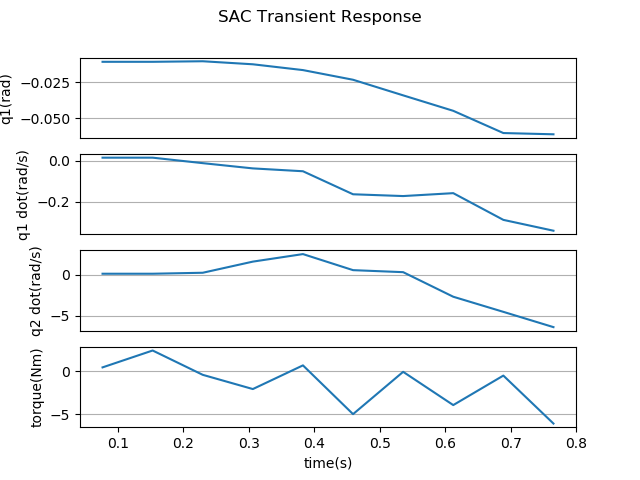 SAC Transient Response
q1(rad)
−0.025
−0.050
q1 dot(rad/s)
0.0
−0.2
q2 dot(rad/s)
0
−5
torque(Nm)
0
−5
0.1 0.2 0.3 0.4 0.5 0.6 0.7 0.8
time(s)